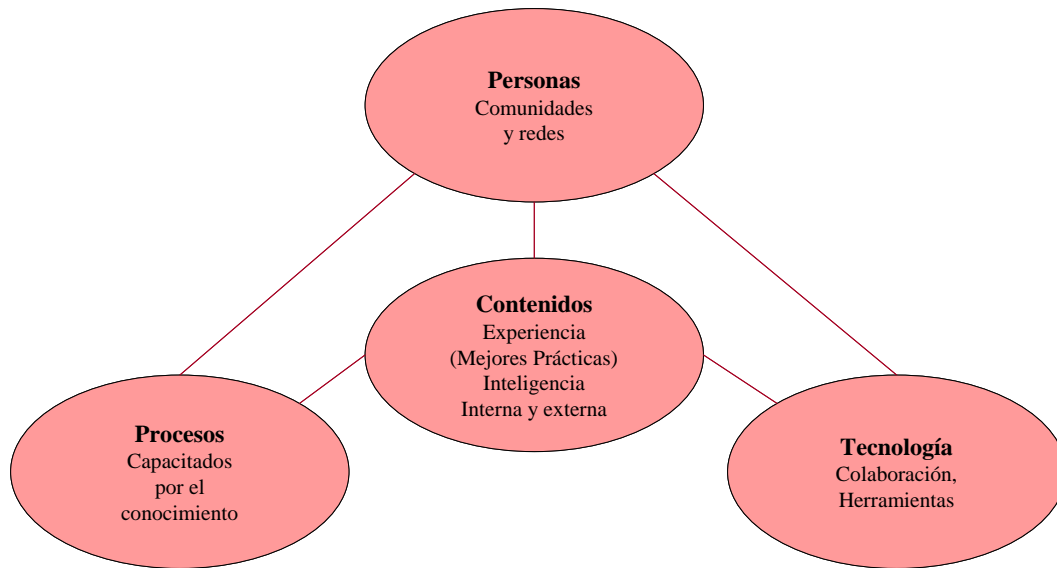 Personas
Comunidades
y redes
Contenidos
Experiencia
(Mejores Prácticas)
Inteligencia
Interna y externa
Procesos
Capacitados
por el
conocimiento
Tecnología
Colaboración,
Herramientas